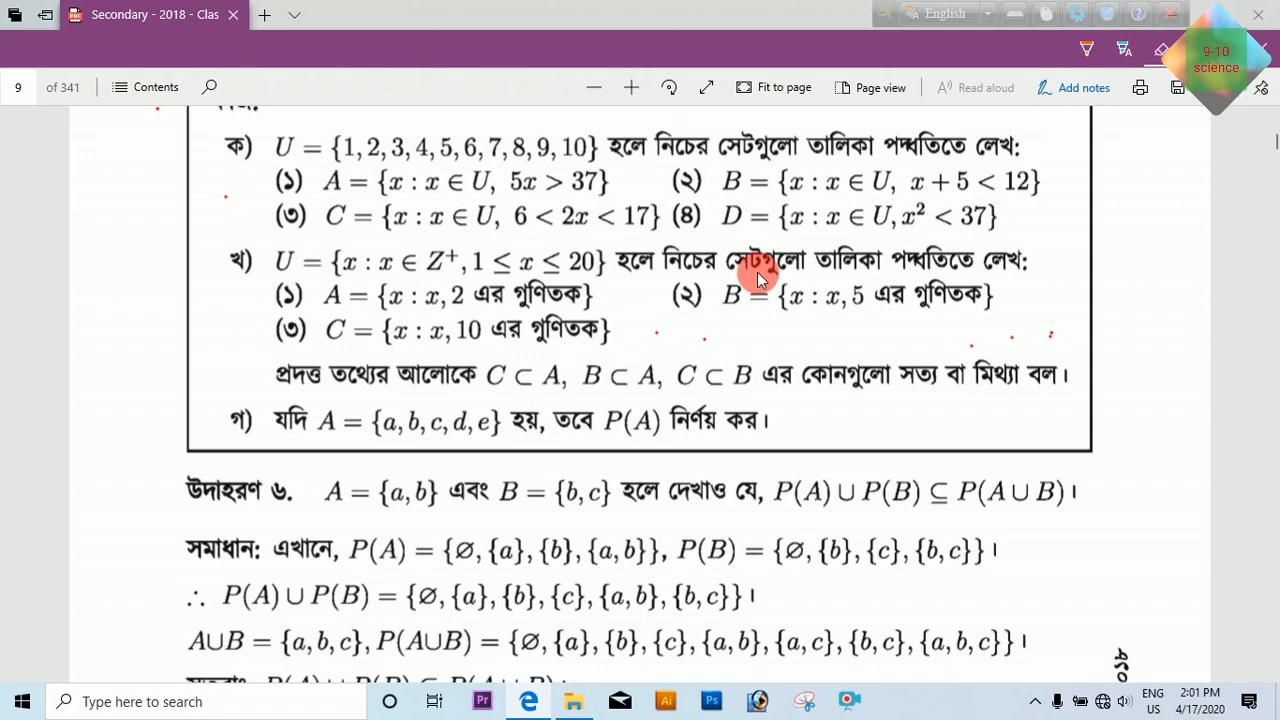 Secondary - 2018 - Clas
English
9-10
science
9 of 341 Contents Fit to page Page view Read aloud Add notes
ক) U = {1, 2, 3, 4, 5, 6, 7, 8, 9, 10} হলে নিচের সেটগুলো তালিকা পদ্ধতিতে লেখ:
(১) A = {x : x ∈ U, 5x > 37} (২) B = {x : x ∈ U, x + 5 < 12}
(৩) C = {x : x ∈ U, 6 < 2x < 17} (৪) D = {x : x ∈ U, x² < 37}
খ) U = {x : x ∈ Z⁺, 1 ≤ x ≤ 20} হলে নিচের সেটগুলো তালিকা পদ্ধতিতে লেখ:
(১) A = {x : x, 2 এর গুণিতক} (২) B = {x : x, 5 এর গুণিতক}
(৩) C = {x : x, 10 এর গুণিতক}
প্রদত্ত তথ্যের আলোকে C ⊂ A, B ⊂ A, C ⊂ B এর কোনগুলো সত্য বা মিথ্যা বল।
গ) যদি A = {a, b, c, d, e} হয়, তবে P(A) নির্ণয় কর।
উদাহরণ ৬. A = {a, b} এবং B = {b, c} হলে দেখাও যে, P(A) ∪ P(B) ⊆ P(A ∪ B)।
সমাধান: এখানে, P(A) = {∅, {a}, {b}, {a, b}}, P(B) = {∅, {b}, {c}, {b, c}}।
∴ P(A) ∪ P(B) = {∅, {a}, {b}, {c}, {a, b}, {b, c}}।
A∪B = {a, b, c}, P(A∪B) = {∅, {a}, {b}, {c}, {a, b}, {a, c}, {b, c}, {a, b, c}}।
Type here to search
ENG
US
2:01 PM
4/17/2020